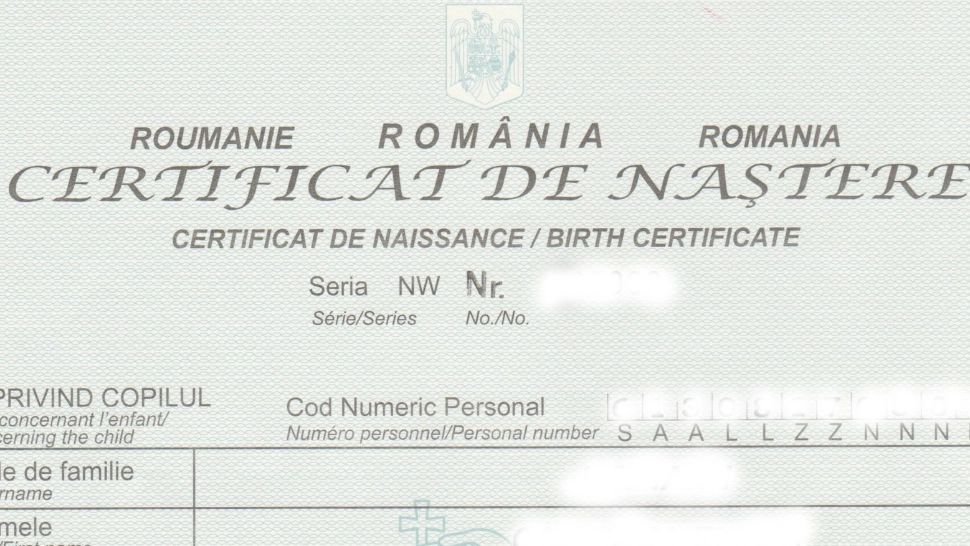 ROUMANIE ROMÂNIA ROMANIA
CERTIFICAT DE NAȘTERE
CERTIFICAT DE NAISSANCE / BIRTH CERTIFICATE
Seria NW Nr.
Série/Series No./No.
PRIVIND COPILUL
concernant l'enfant/
the child
Cod Numeric Personal
Numéro personnel/Personal number S A A L L Z Z N N N
de familie